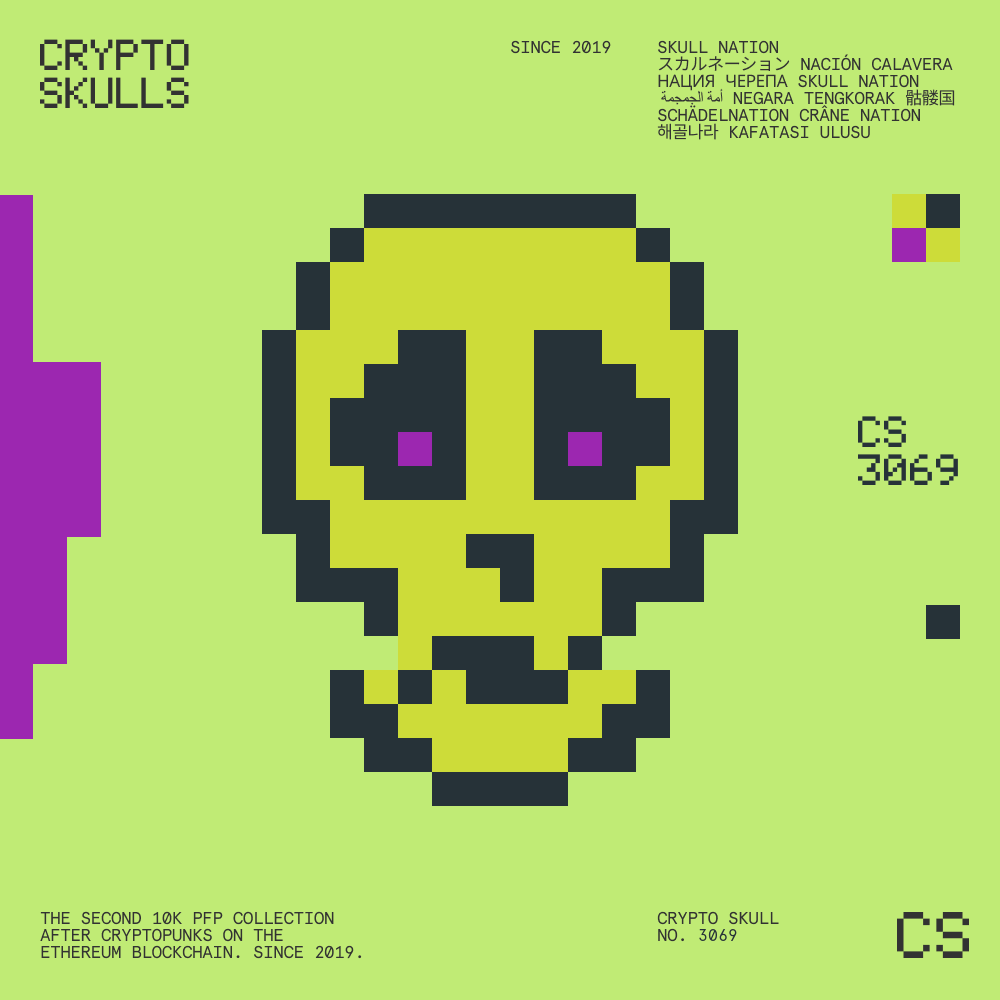 CRYPTO
SKULLS
SINCE 2019
SKULL NATION
スカルネーション NACIÓN CALAVERA
НАЦИЯ ЧЕРЕПА SKULL NATION
أمة الجمجمة NEGARA TENGKORAK 骷髅国
SCHÄDELNATION CRÂNE NATION
해골나라 KAFATASI ULUSU
CS
3069
THE SECOND 10K PFP COLLECTION
AFTER CRYPTOPUNKS ON THE
ETHEREUM BLOCKCHAIN. SINCE 2019.
CRYPTO SKULL
NO. 3069
CS